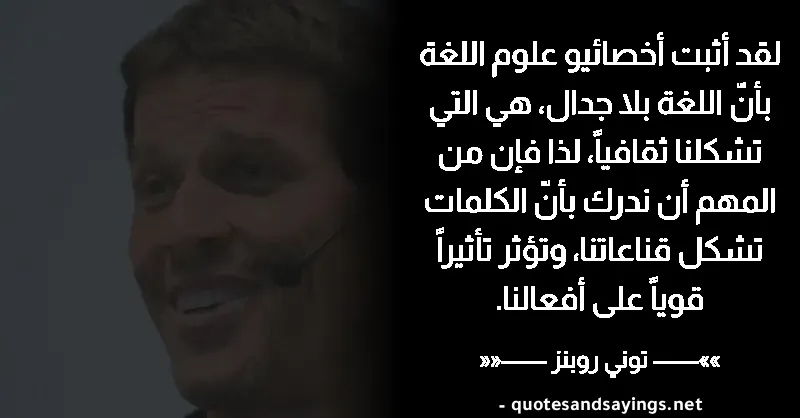 لقد أثبت أخصائيو علوم اللغة
بأنّ اللغة بلا جدال، هي التي
تشكلنا ثقافياً، لذا فإن من
المهم أن ندرك بأنّ الكلمات
تشكل قناعاتنا، وتؤثر تأثيراً
قوياً على أفعالنا.
»»—— توني روبنز ——««
- quotesandsayings.net